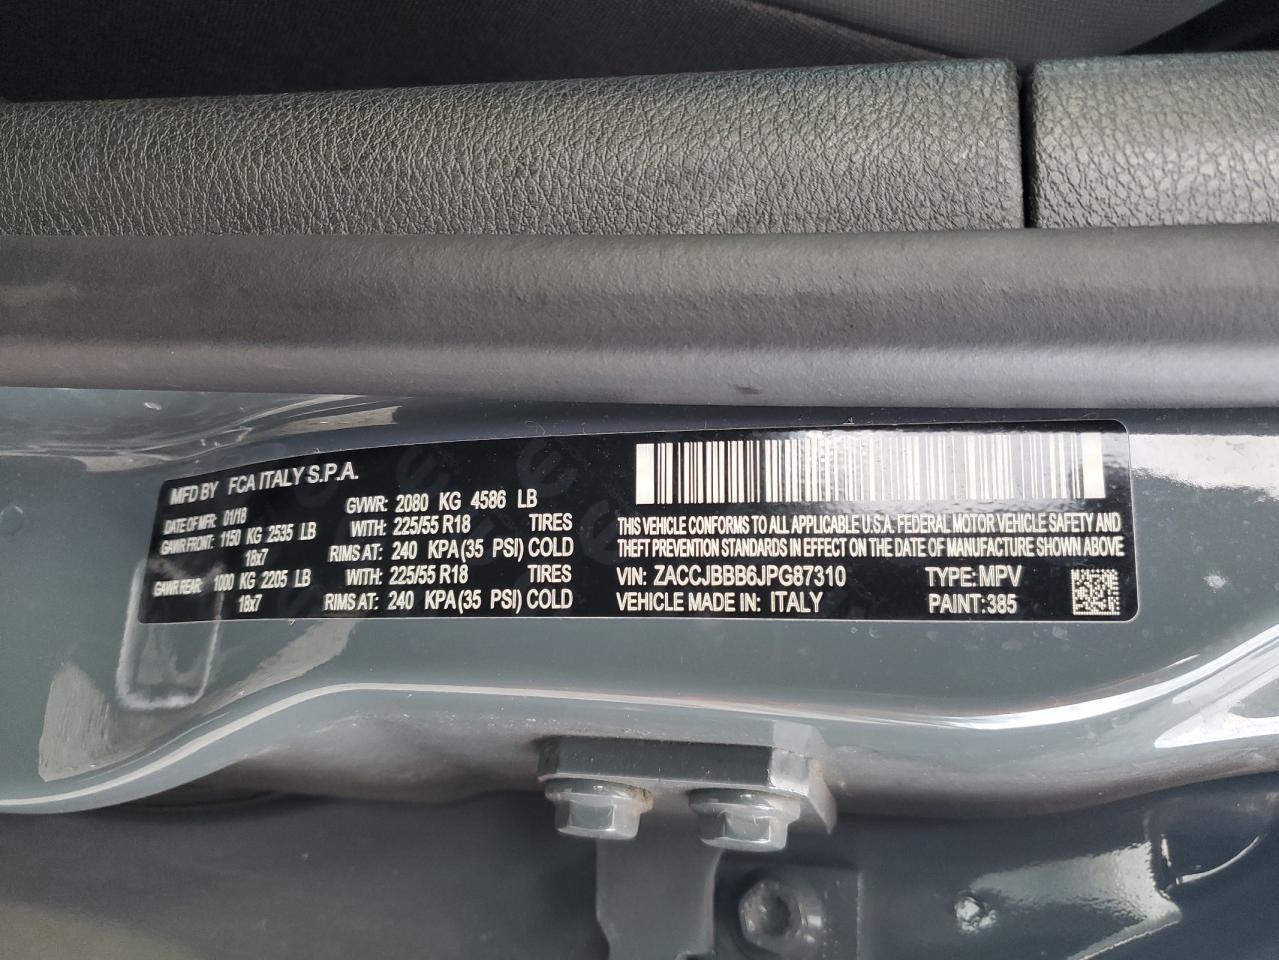 MFD BY FCA ITALY S.P.A.
DATE OF MFR: 01/18 GVWR: 2080 KG 4586 LB
GAWR FRONT: 1150 KG 2535 LB WITH: 225/55 R18 TIRES
18x7 RIMS AT: 240 KPA(35 PSI) COLD
GAWR REAR: 1000 KG 2205 LB WITH: 225/55 R18 TIRES
18x7 RIMS AT: 240 KPA(35 PSI) COLD
THIS VEHICLE CONFORMS TO ALL APPLICABLE U.S.A. FEDERAL MOTOR VEHICLE SAFETY AND
THEFT PREVENTION STANDARDS IN EFFECT ON THE DATE OF MANUFACTURE SHOWN ABOVE
VIN: ZACCJBBB6JPG87310 TYPE:MPV
VEHICLE MADE IN: ITALY PAINT:385